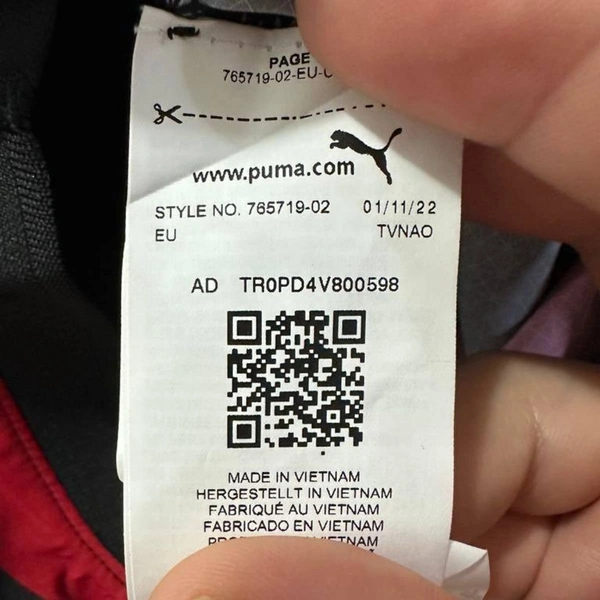 PAGE
765719-02-EU-
www.puma.com
STYLE NO. 765719-02 01/11/22
EU TVNAO
AD TR0PD4V800598
MADE IN VIETNAM
HERGESTELLT IN VIETNAM
FABRIQUÉ AU VIETNAM
FABRICADO EN VIETNAM
VIETNAM